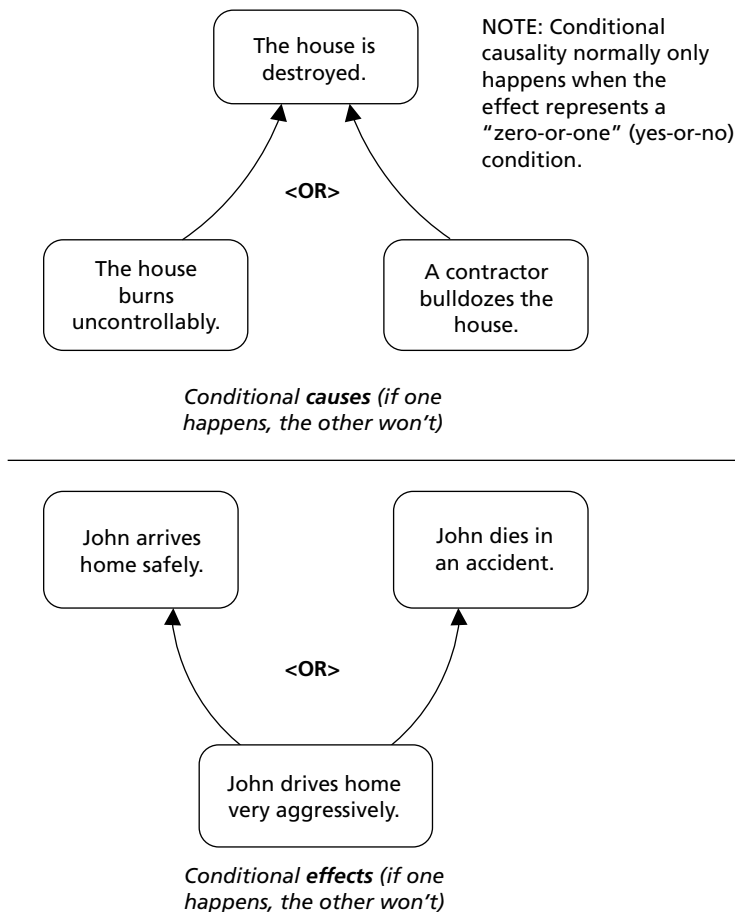 The house is
destroyed.
NOTE: Conditional
causality normally only
happens when the
effect represents a
“zero-or-one” (yes-or-no)
condition.
<OR>
The house
burns
uncontrollably.
A contractor
bulldozes the
house.
Conditional causes (if one
happens, the other won’t)
John arrives
home safely.
John dies in
an accident.
<OR>
John drives home
very aggressively.
Conditional effects (if one
happens, the other won’t)